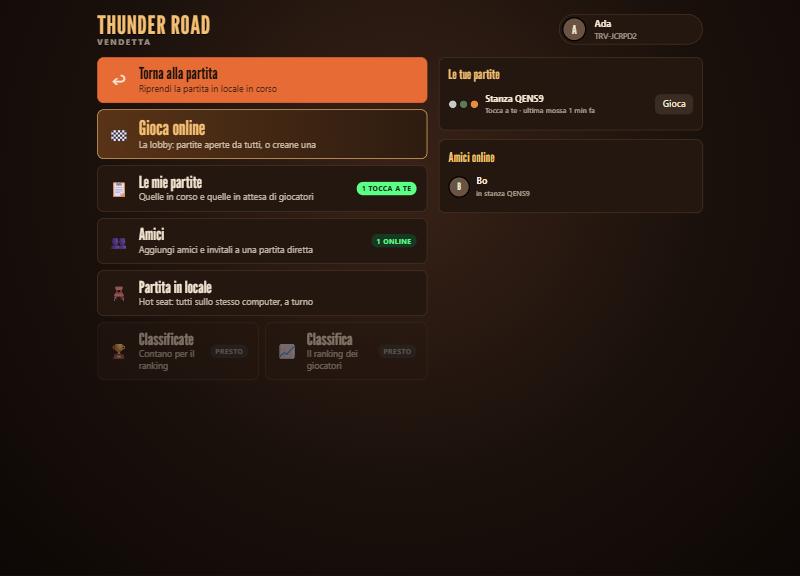 THUNDER ROAD
VENDETTA
A
Ada
TRV-JCRPD2
Torna alla partita
Riprendi la partita in locale in corso
Gioca online
La lobby: partite aperte da tutti, o creane una
Le mie partite
Quelle in corso e quelle in attesa di giocatori
1 TOCCA A TE
Amici
Aggiungi amici e invitali a una partita diretta
1 ONLINE
Partita in locale
Hot seat: tutti sullo stesso computer, a turno
Classificate
Contano per il
ranking
PRESTO
Classifica
Il ranking dei
giocatori
PRESTO
Le tue partite
Stanza QENS9
Tocca a te · ultima mossa 1 min fa
Gioca
Amici online
B
Bo
in stanza QENS9